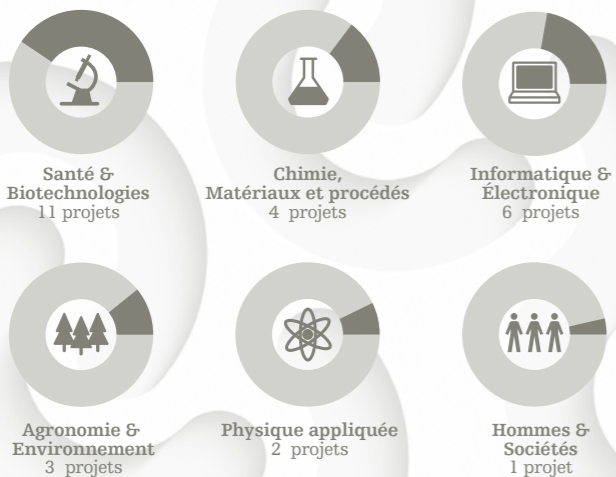 Santé &
Biotechnologies
11 projets
Chimie,
Matériaux et procédés
4 projets
Informatique &
Électronique
6 projets
Agronomie &
Environnement
3 projets
Physique appliquée
2 projets
Hommes &
Sociétés
1 projet